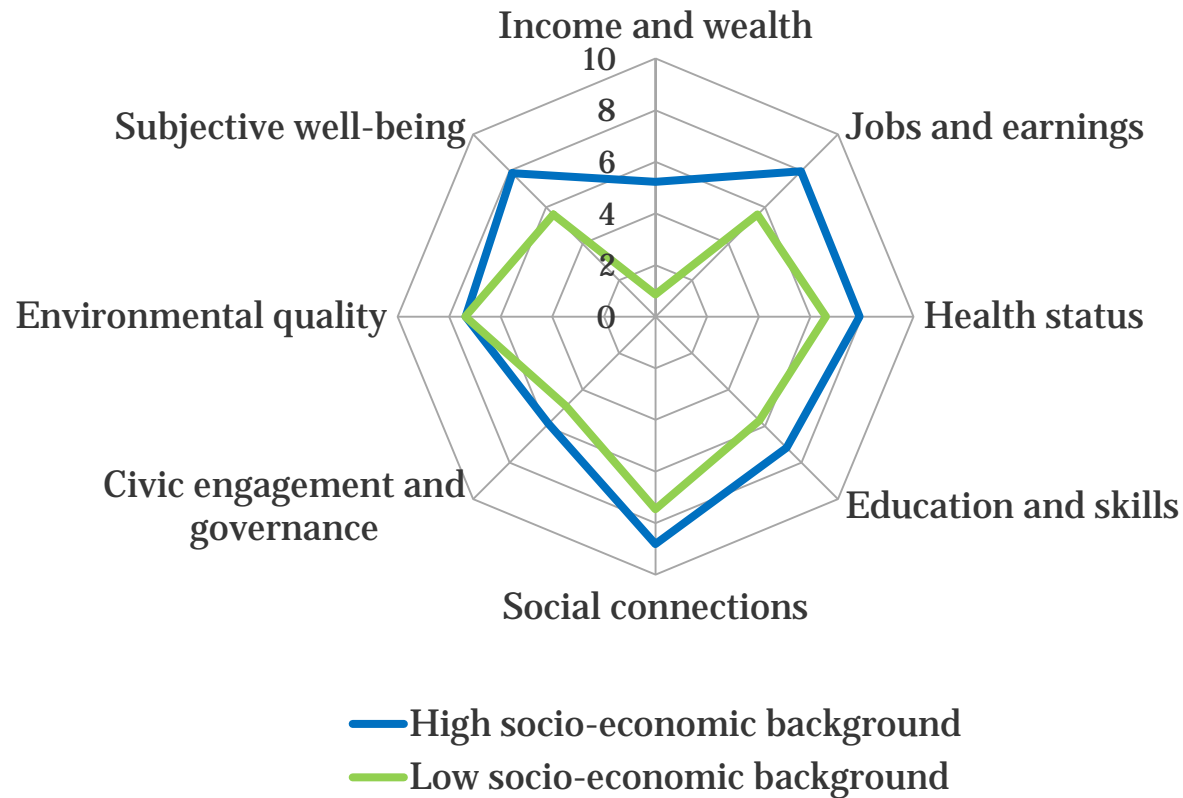 Income and wealth
10
Subjective well-being
8
Jobs and earnings
6
4
2
Environmental quality
0
Health status
Civic engagement and
governance
Education and skills
Social connections
High socio-economic background
Low socio-economic background